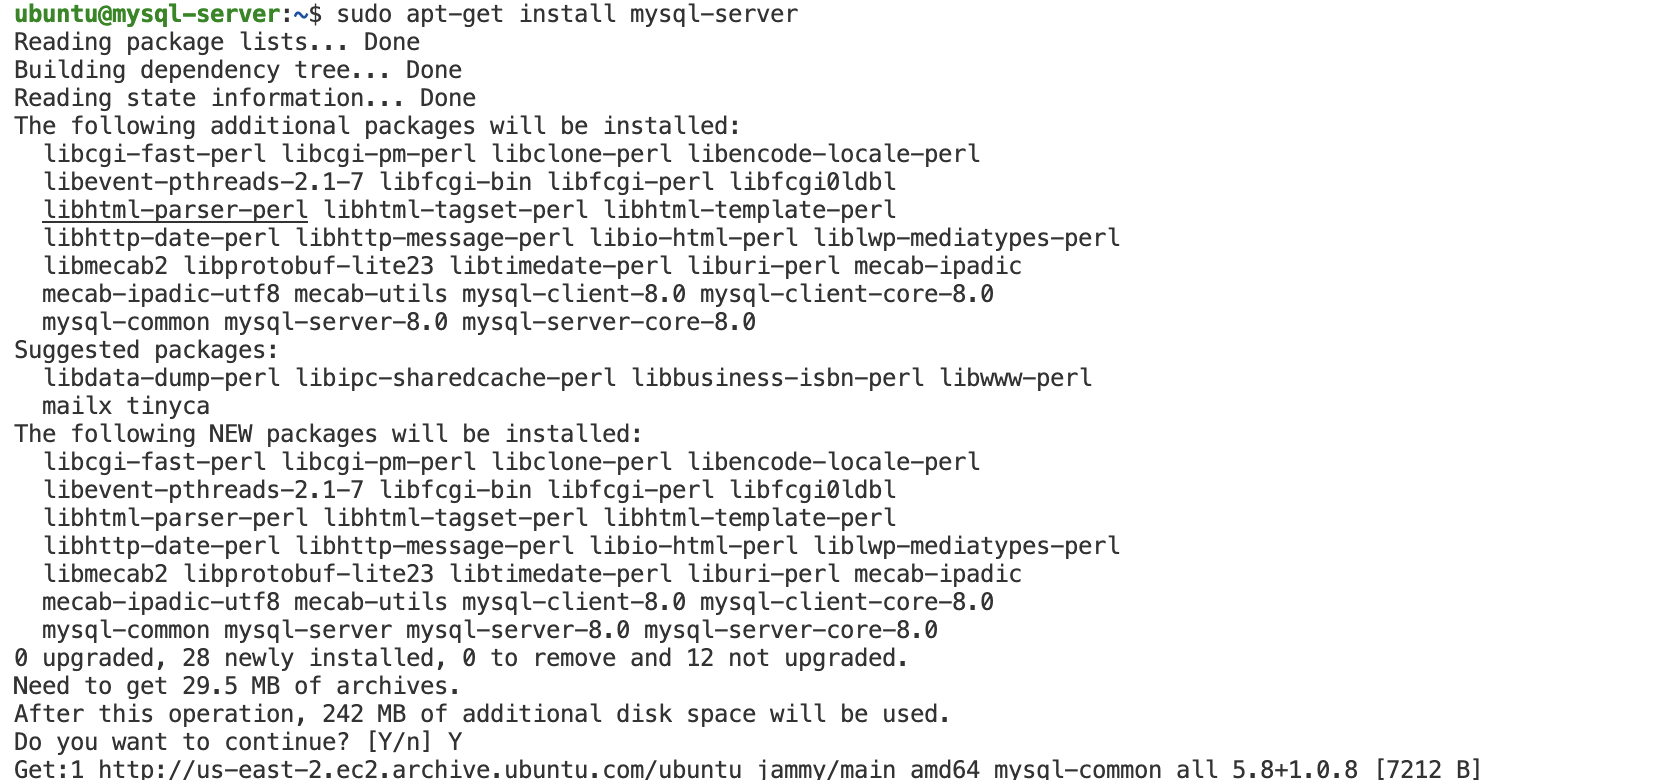 ubuntu@mysql-server:~$ sudo apt-get install mysql-server
Reading package lists... Done
Building dependency tree... Done
Reading state information... Done
The following additional packages will be installed:
  libcgi-fast-perl libcgi-pm-perl libclone-perl libencode-locale-perl
  libevent-pthreads-2.1-7 libfcgi-bin libfcgi-perl libfcgi0ldbl
  libhtml-parser-perl libhtml-tagset-perl libhtml-template-perl
  libhttp-date-perl libhttp-message-perl libio-html-perl liblwp-mediatypes-perl
  libmecab2 libprotobuf-lite23 libtimedate-perl liburi-perl mecab-ipadic
  mecab-ipadic-utf8 mecab-utils mysql-client-8.0 mysql-client-core-8.0
  mysql-common mysql-server-8.0 mysql-server-core-8.0
Suggested packages:
  libdata-dump-perl libipc-sharedcache-perl libbusiness-isbn-perl libwww-perl
  mailx tinyca
The following NEW packages will be installed:
  libcgi-fast-perl libcgi-pm-perl libclone-perl libencode-locale-perl
  libevent-pthreads-2.1-7 libfcgi-bin libfcgi-perl libfcgi0ldbl
  libhtml-parser-perl libhtml-tagset-perl libhtml-template-perl
  libhttp-date-perl libhttp-message-perl libio-html-perl liblwp-mediatypes-perl
  libmecab2 libprotobuf-lite23 libtimedate-perl liburi-perl mecab-ipadic
  mecab-ipadic-utf8 mecab-utils mysql-client-8.0 mysql-client-core-8.0
  mysql-common mysql-server mysql-server-8.0 mysql-server-core-8.0
0 upgraded, 28 newly installed, 0 to remove and 12 not upgraded.
Need to get 29.5 MB of archives.
After this operation, 242 MB of additional disk space will be used.
Do you want to continue? [Y/n] Y
Get:1 http://us-east-2.ec2.archive.ubuntu.com/ubuntu jammy/main amd64 mysql-common all 5.8+1.0.8 [7212 B]